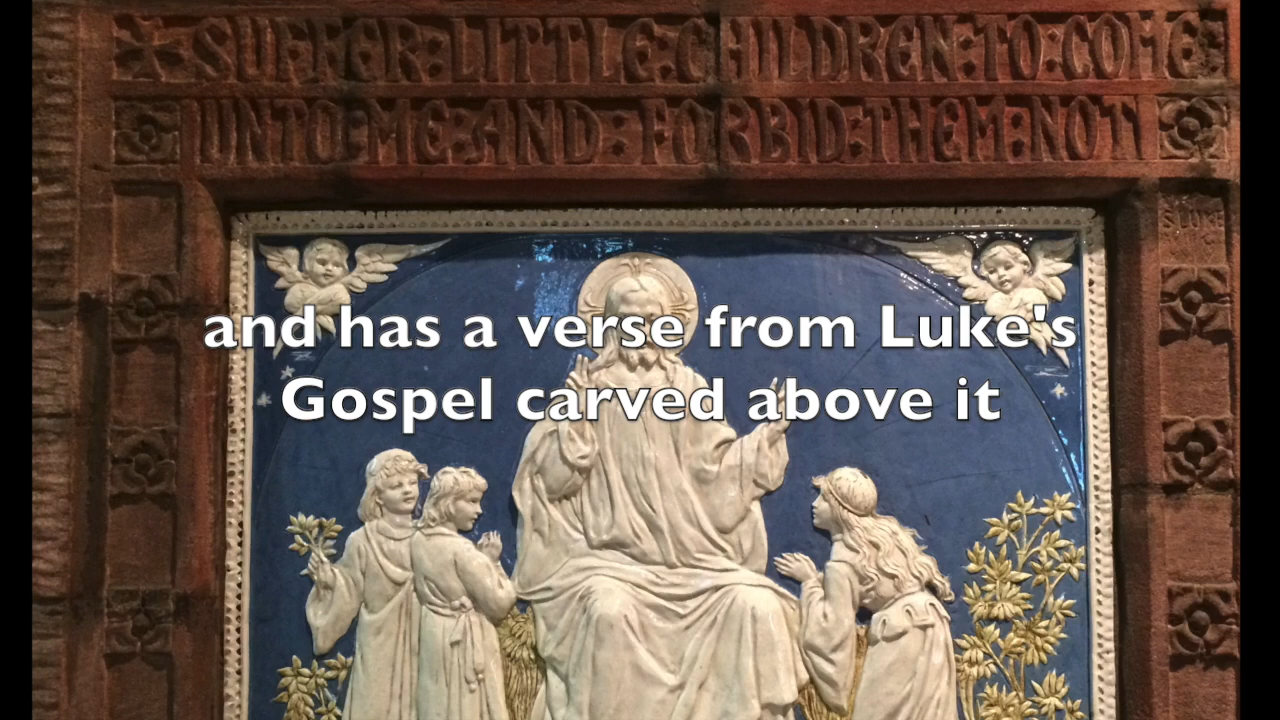 SUFFER:LITTLE:CHILDREN:TO:COME
UNTO:ME:AND:FORBID:THEM:NOT
S.LUKE
and has a verse from Luke's
Gospel carved above it